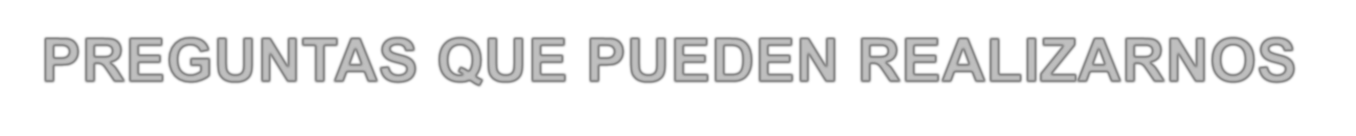 PREGUNTAS QUE PUEDEN REALIZARNOS